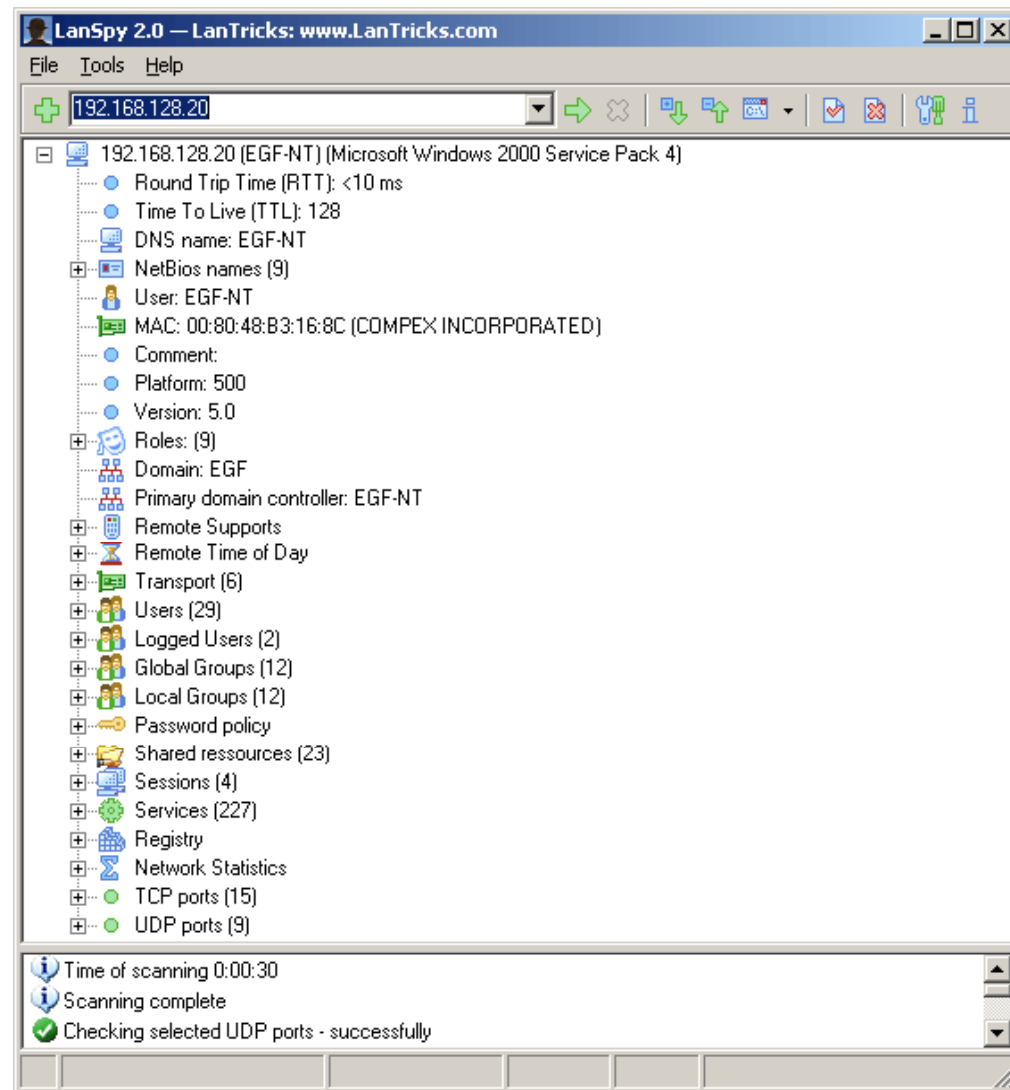 LanSpy 2.0 — LanTricks: www.LanTricks.com
File Tools Help
192.168.128.20
192.168.128.20 (EGF-NT) (Microsoft Windows 2000 Service Pack 4)
Round Trip Time (RTT): <10 ms
Time To Live (TTL): 128
DNS name: EGF-NT
NetBios names (9)
User: EGF-NT
MAC: 00:80:48:B3:16:8C (COMPEX INCORPORATED)
Comment:
Platform: 500
Version: 5.0
Roles: (9)
Domain: EGF
Primary domain controller: EGF-NT
Remote Supports
Remote Time of Day
Transport (6)
Users (29)
Logged Users (2)
Global Groups (12)
Local Groups (12)
Password policy
Shared ressources (23)
Sessions (4)
Services (227)
Registry
Network Statistics
TCP ports (15)
UDP ports (9)
Time of scanning 0:00:30
Scanning complete
Checking selected UDP ports - successfully